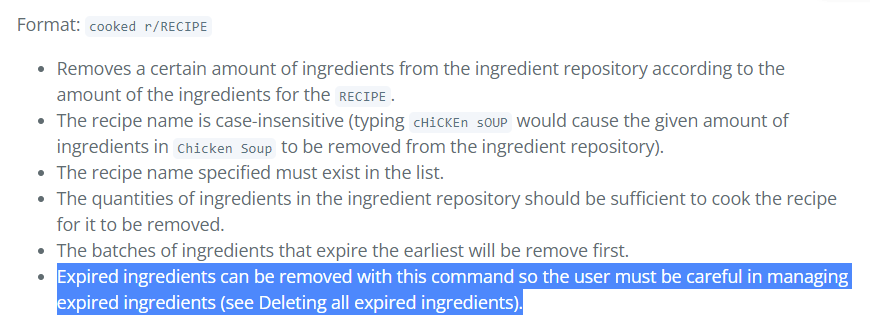 Format: cooked r/RECIPE
• Removes a certain amount of ingredients from the ingredient repository according to the
amount of the ingredients for the RECIPE.
• The recipe name is case-insensitive (typing cHiCKEn sOUP would cause the given amount of
ingredients in Chicken Soup to be removed from the ingredient repository).
• The recipe name specified must exist in the list.
• The quantities of ingredients in the ingredient repository should be sufficient to cook the recipe
for it to be removed.
• The batches of ingredients that expire the earliest will be remove first.
• Expired ingredients can be removed with this command so the user must be careful in managing
expired ingredients (see Deleting all expired ingredients).